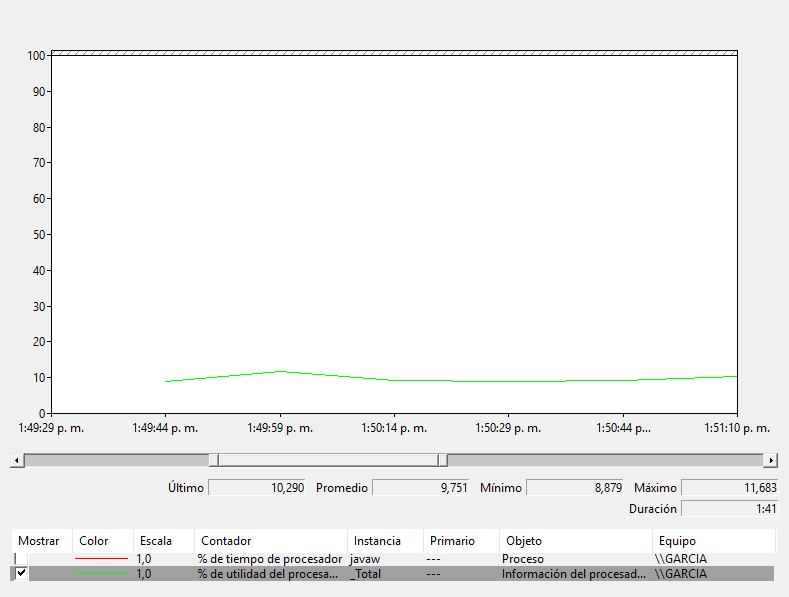 100
90
80
70
60
50
40
30
20
10
0
1:49:29 p. m. 1:49:44 p. m. 1:49:59 p. m. 1:50:14 p. m. 1:50:29 p. m. 1:50:44 p... 1:51:10 p. m.
Último 10,290 Promedio 9,751 Mínimo 8,879 Máximo 11,683
Duración 1:41
Mostrar Color Escala Contador Instancia Primario Objeto Equipo
1,0 % de tiempo de procesador javaw --- Proceso \\GARCIA
1,0 % de utilidad del procesa... _Total --- Información del procesad... \\GARCIA